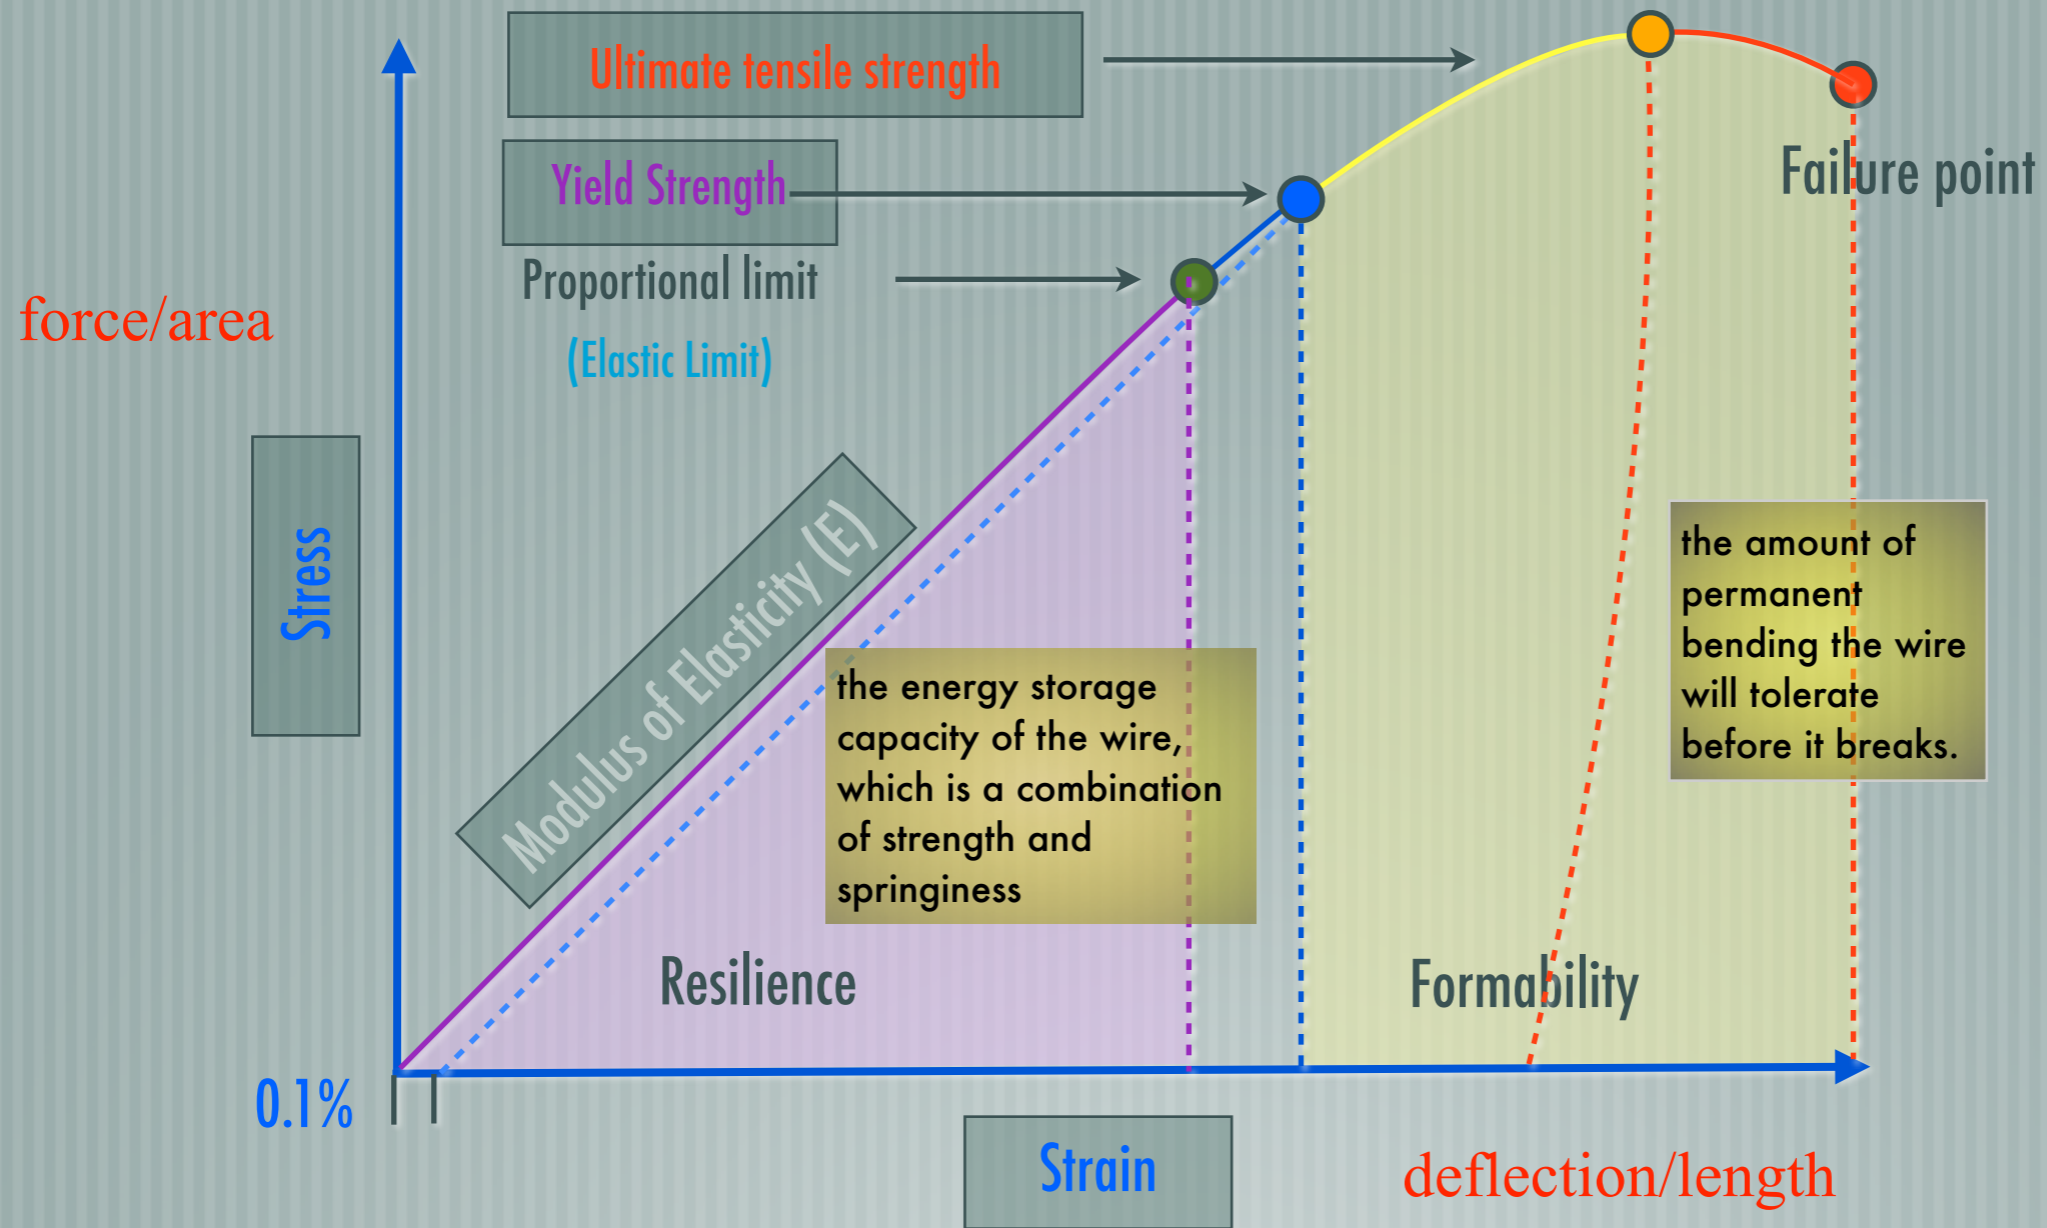 Ultimate tensile strength
Yield Strength
Failure point
Proportional limit
(Elastic Limit)
force/area
Stress
Modulus of Elasticity (E)
the energy storage
capacity of the wire,
which is a combination
of strength and
springiness
the amount of
permanent
bending the wire
will tolerate
before it breaks.
Resilience
Formability
0.1%
Strain
deflection/length